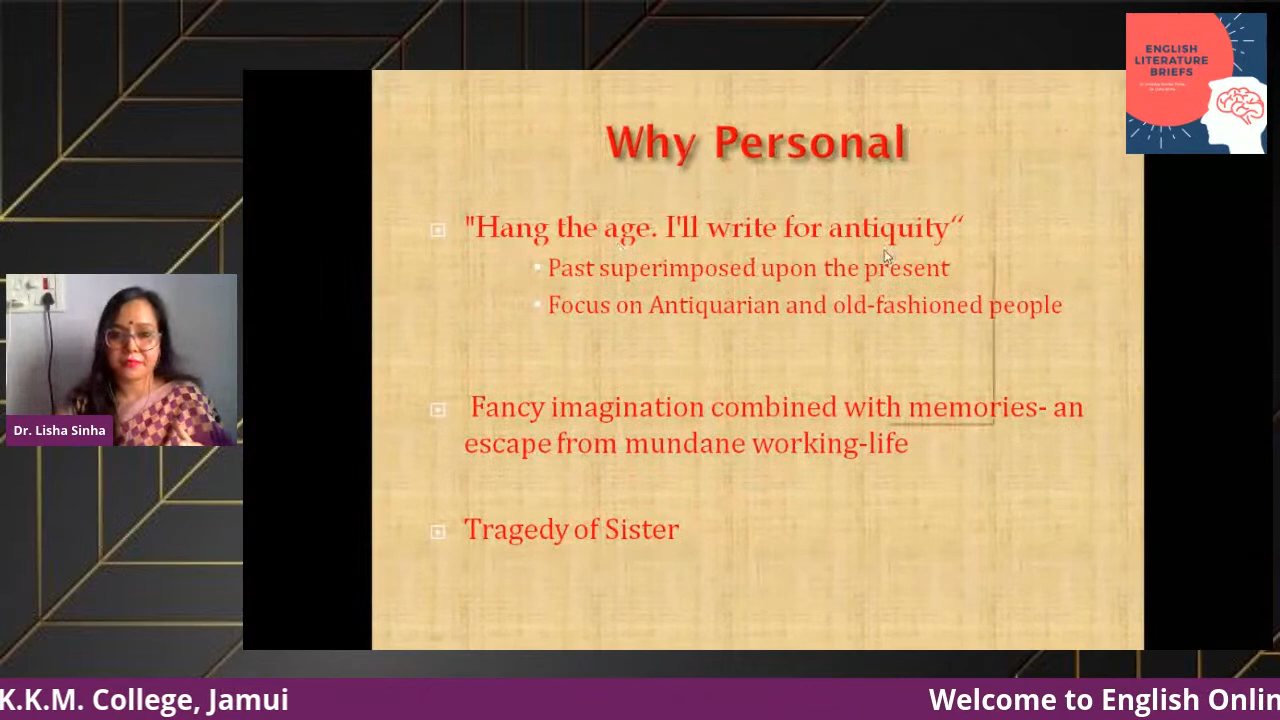 ENGLISH
LITERATURE
BRIEFS
Why Personal
"Hang the age. I'll write for antiquity“
Past superimposed upon the present
Focus on Antiquarian and old-fashioned people
Fancy imagination combined with memories- an
escape from mundane working-life
Tragedy of Sister
Dr. Lisha Sinha
K.K.M. College, Jamui
Welcome to English Onlin